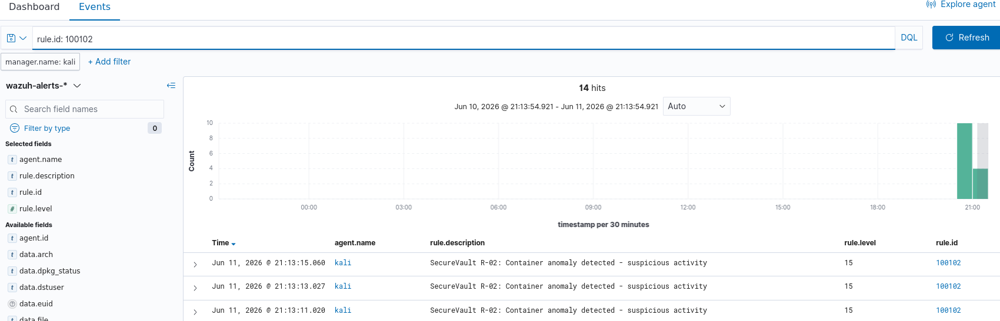 Dashboard Events Explore agent
rule.id: 100102 DQL Refresh
manager.name: kali + Add filter
wazuh-alerts-*
Search field names
Filter by type 0
Selected fields
t agent.name
t rule.description
t rule.id
# rule.level
Available fields
t agent.id
t data.arch
t data.dpkg_status
t data.dstuser
? data.euid
data.file
14 hits
Jun 10, 2026 @ 21:13:54.921 - Jun 11, 2026 @ 21:13:54.921 Auto
Count
10
8
6
4
2
0
00:00 03:00 06:00 09:00 12:00 15:00 18:00 21:00
timestamp per 30 minutes
Time agent.name rule.description rule.level rule.id
Jun 11, 2026 @ 21:13:15.060 kali SecureVault R-02: Container anomaly detected - suspicious activity 15 100102
Jun 11, 2026 @ 21:13:13.027 kali SecureVault R-02: Container anomaly detected - suspicious activity 15 100102
Jun 11, 2026 @ 21:13:11.020 kali SecureVault R-02: Container anomaly detected - suspicious activity 15 100102